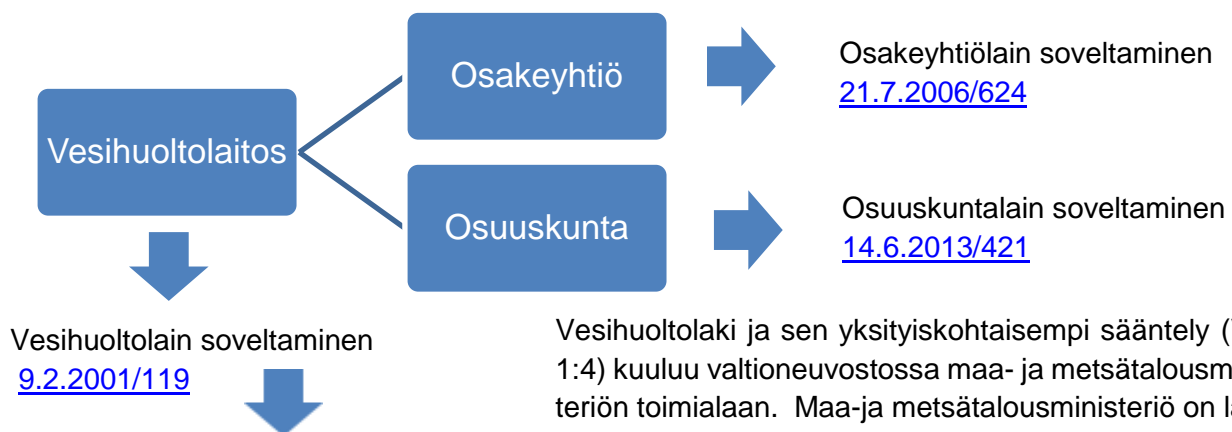 Osakeyhtiö
Osakeyhtiölain soveltaminen
21.7.2006/624
Vesihuoltolaitos
Osuuskunta
Osuuskuntalain soveltaminen
14.6.2013/421
Vesihuoltolain soveltaminen
9.2.2001/119
Vesihuoltolaki ja sen yksityiskohtaisempi sääntely (
1:4) kuuluu valtioneuvostossa maa- ja metsätalousm
teriön toimialaan. Maa-ja metsätalousministeriö on